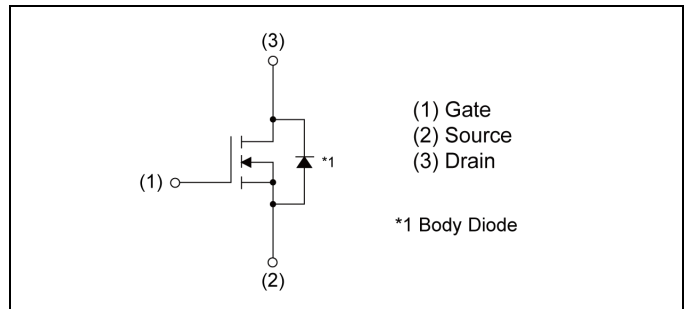 (3)
(1) Gate
(2) Source
(3) Drain
*1
(1)
*1 Body Diode
(2)